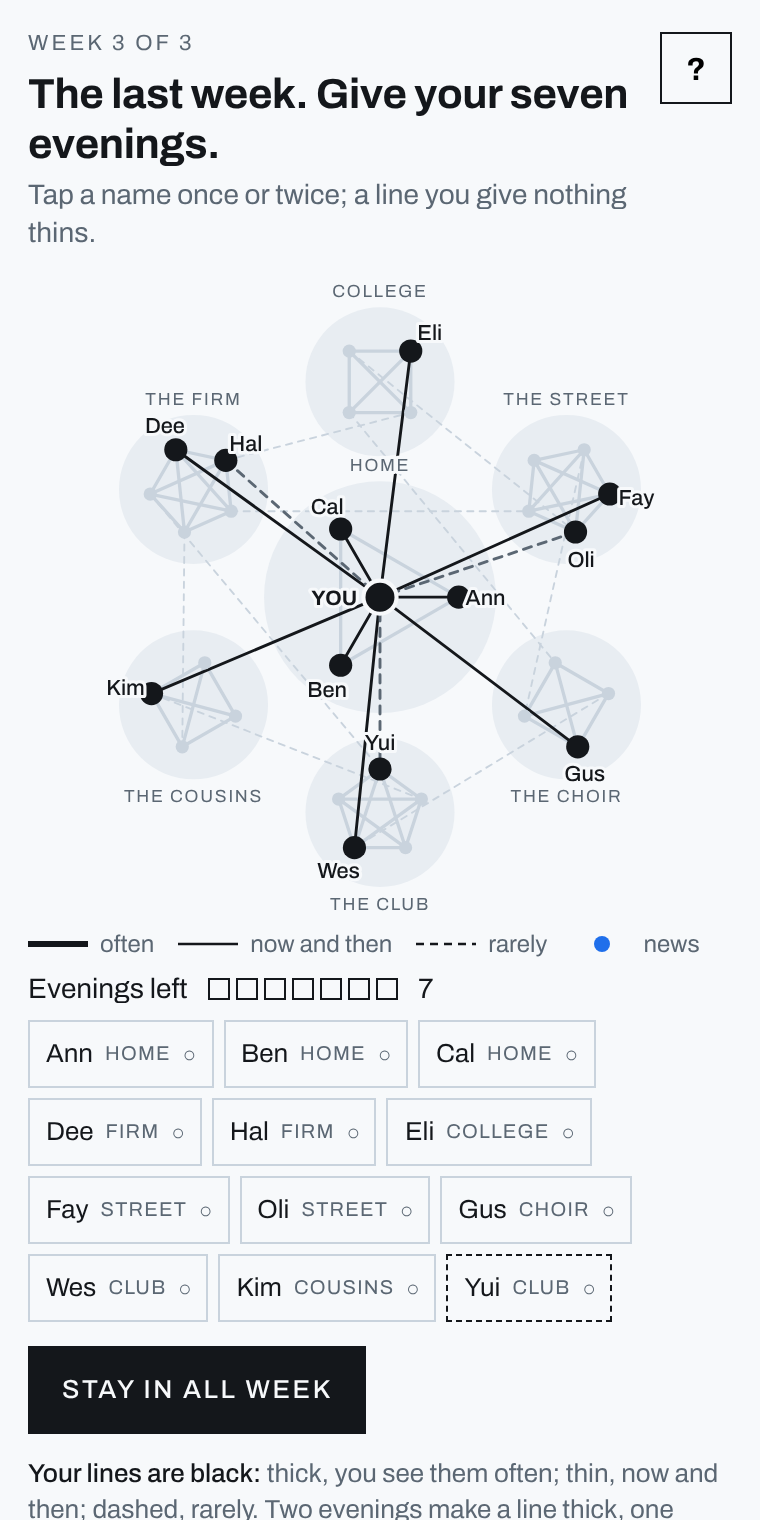 WEEK 3 OF 3
?
The last week. Give your seven
evenings.
Tap a name once or twice; a line you give nothing
thins.
COLLEGE
Eli
THE FIRM
THE STREET
Dee
Hal
HOME
Fay
Cal
Oli
YOU
Ann
Kim
Ben
Yui
Gus
THE COUSINS
THE CHOIR
Wes
THE CLUB
often now and then rarely news
Evenings left 7
Ann HOME Ben HOME Cal HOME
Dee FIRM Hal FIRM Eli COLLEGE
Fay STREET Oli STREET Gus CHOIR
Wes CLUB Kim COUSINS Yui CLUB
STAY IN ALL WEEK
Your lines are black: thick, you see them often; thin, now and
then; dashed, rarely. Two evenings make a line thick, one